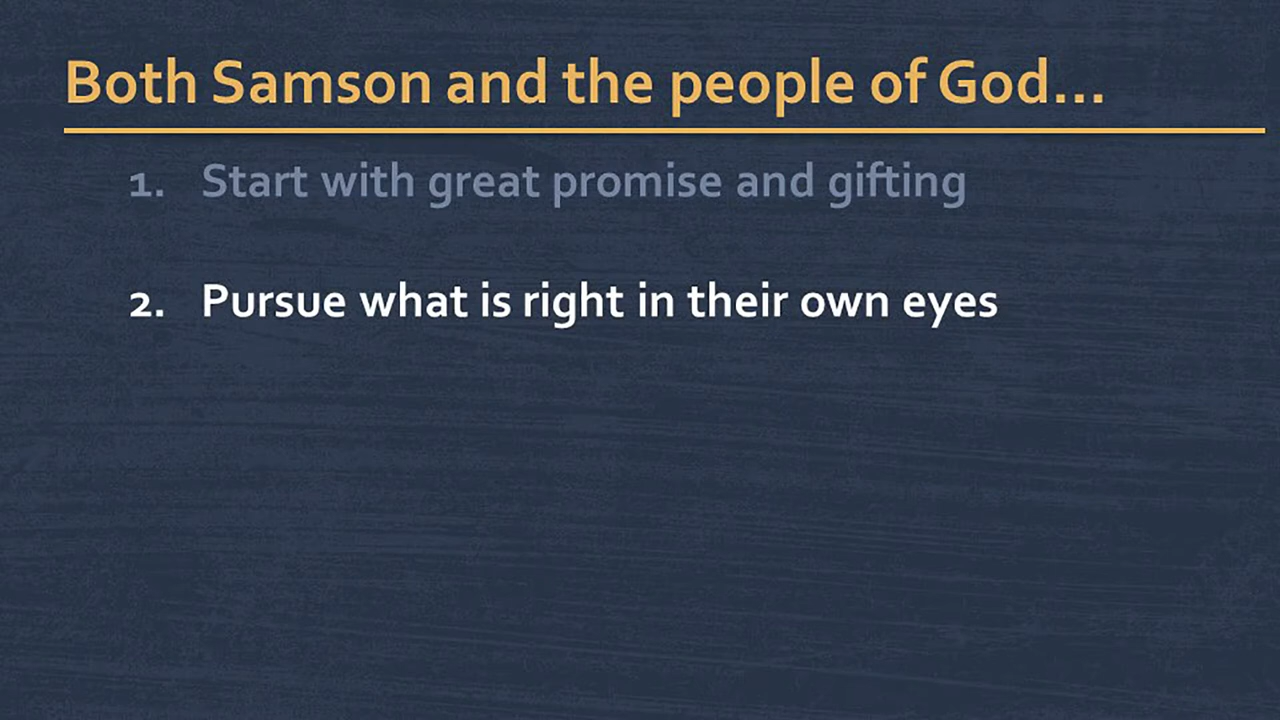 Both Samson and the people of God...
1. Start with great promise and gifting
2. Pursue what is right in their own eyes